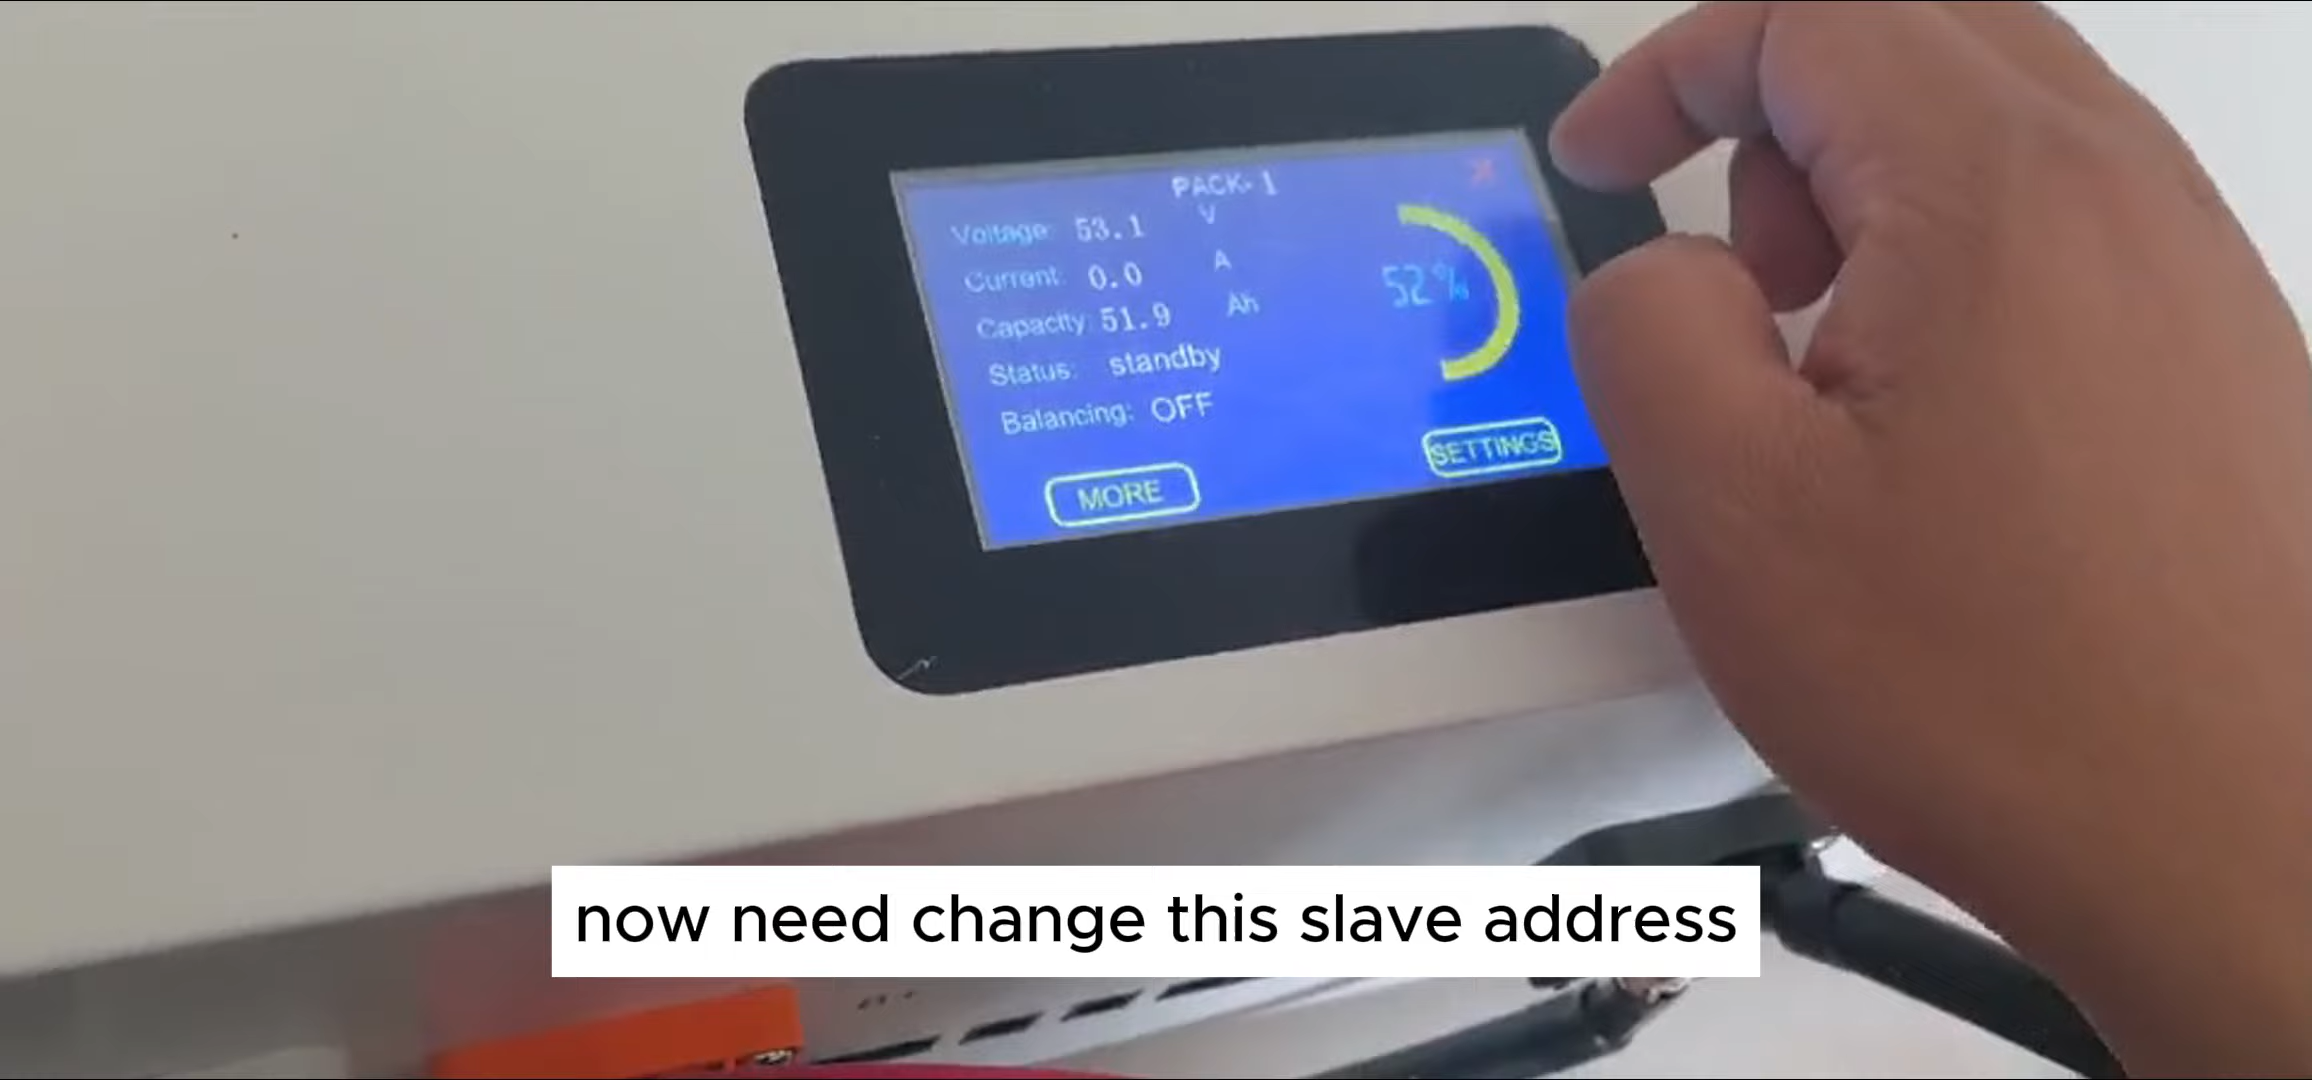 PACK- 1
Voltage: 53.1 V
Current: 0.0 A
Capacity 51.9 Ah
52%
Status: standby
Balancing: OFF
MORE
SETTINGS
now need change this slave address